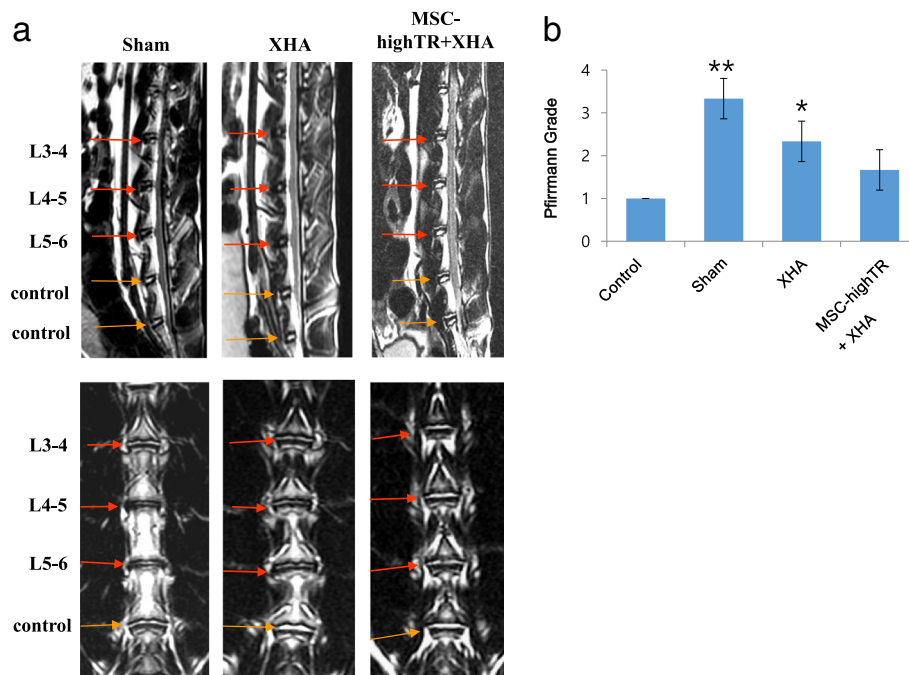 a
Sham
XHA
MSC-
highTR+XHA
L3-4
L4-5
L5-6
control
control
L3-4
L4-5
L5-6
control
b
Pfirrmann Grade
4
3
2
1
0
**
*
Control
Sham
XHA
MSC-highTR
+ XHA